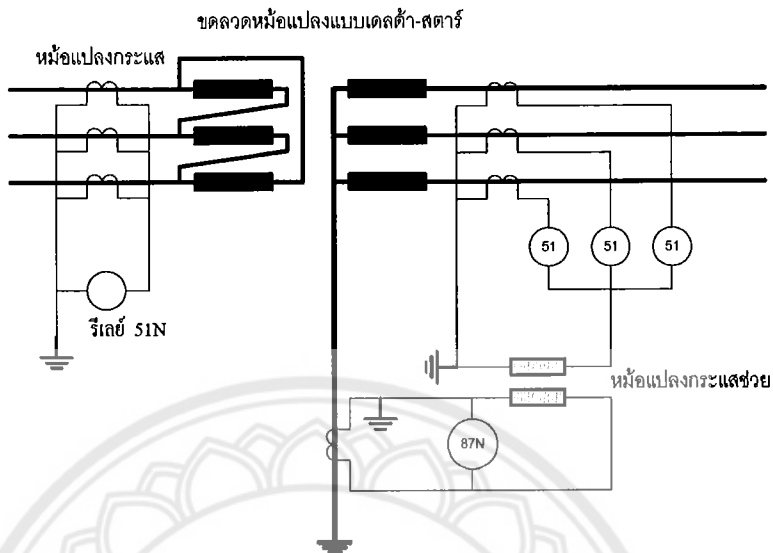 ขดลวดหม้อแปลงแบบเดลต้า-สตาร์
หม้อแปลงกระแส
51
51
51
รีเลย์ 51N
หม้อแปลงกระแสช่วย
87N